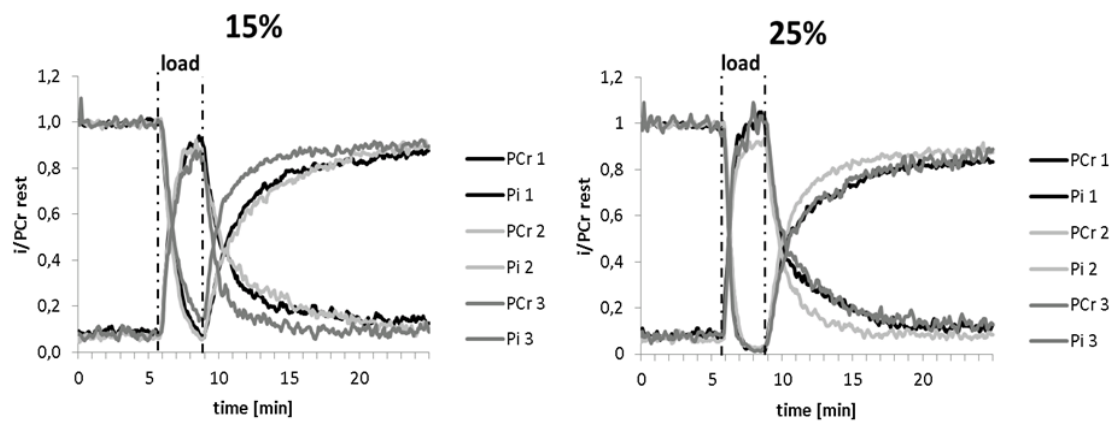 15%
load
1,2
1,0
0,8
0,6
0,4
0,2
0,0
i/PCr rest
0 5 10 15 20
time [min]
PCr 1
Pi 1
PCr 2
Pi 2
PCr 3
Pi 3
25%
load
1,2
1,0
0,8
0,6
0,4
0,2
0
i/PCr rest
0 5 10 15 20
time [min]
PCr 1
Pi 1
PCr 2
Pi 2
PCr 3
Pi 3